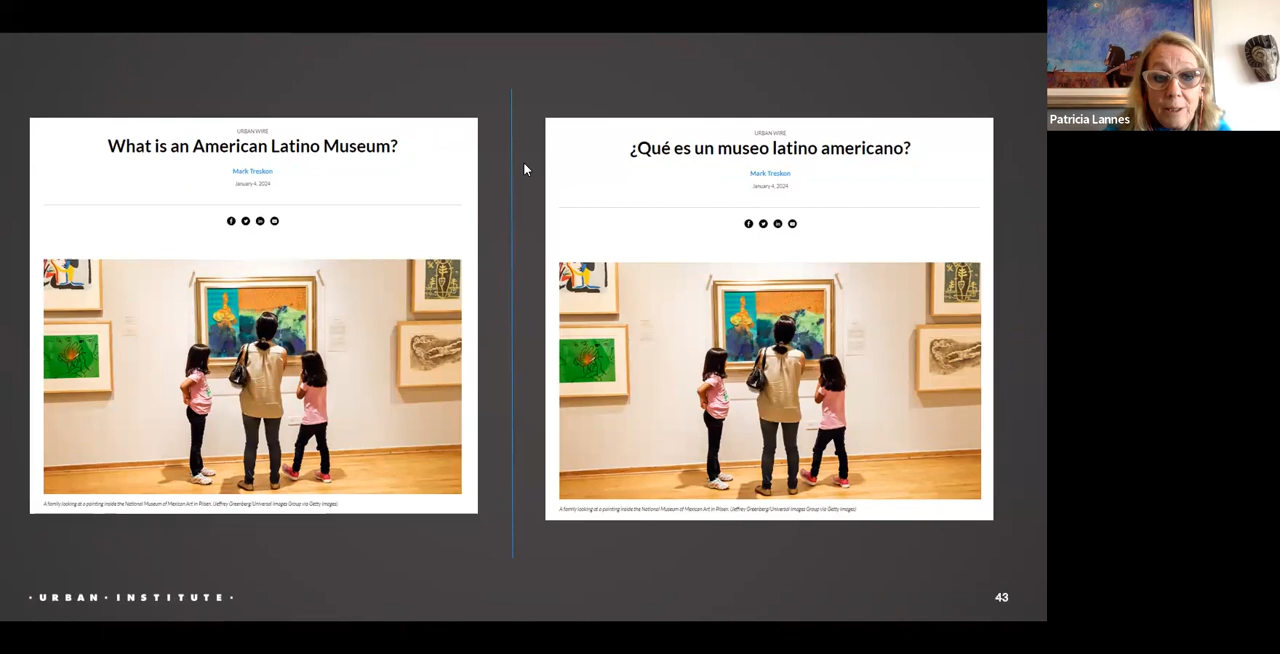 URBAN WIRE
What is an American Latino Museum?
Mark Treskon
January 4, 2024
A family looking at a painting inside the National Museum of Mexican Art in Pilsen. (Jeffrey Greenberg/Universal Images Group via Getty Images)
URBAN WIRE
¿Qué es un museo latino americano?
Mark Treskon
January 4, 2024
A family looking at a painting inside the National Museum of Mexican Art in Pilsen. (Jeffrey Greenberg/Universal Images Group via Getty Images)
· URBAN · INSTITUTE ·
43
Patricia Lannes